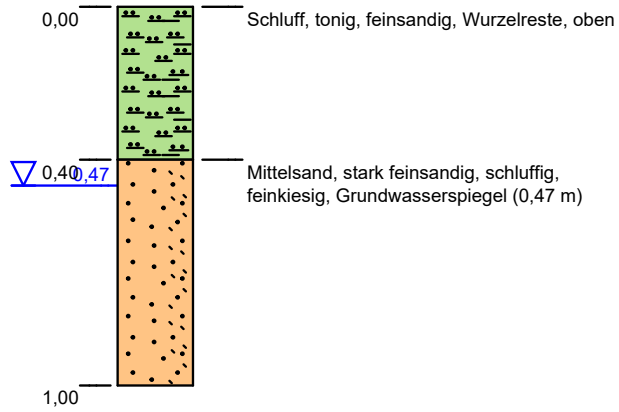 0,00
Schluff, tonig, feinsandig, Wurzelreste, oben
0,40
0,47
Mittelsand, stark feinsandig, schluffig,
feinkiesig, Grundwasserspiegel (0,47 m)
1,00